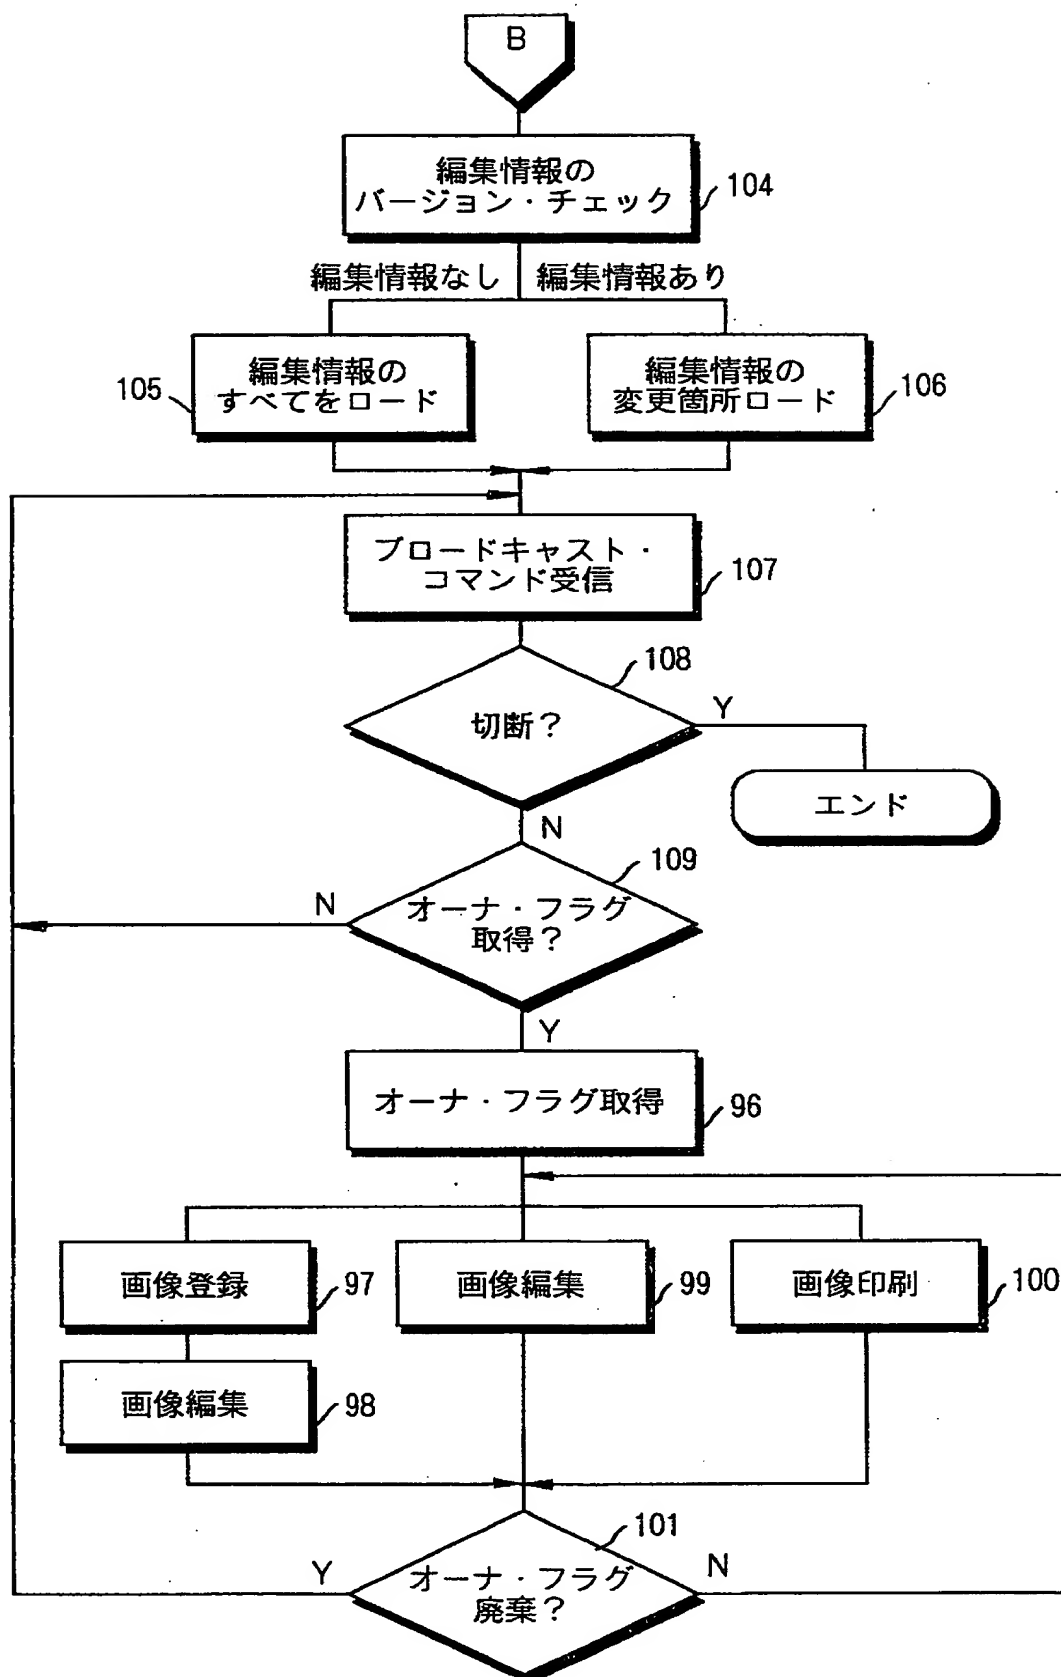 B
編集情報の
バージョン・チェック
104
編集情報なし
編集情報あり
編集情報の
すべてをロード
105
編集情報の
変更箇所ロード
106
ブロードキャスト・
コマンド受信
107
108
切断?
Y
エンド
N
109
オーナ・フラグ
取得?
N
Y
オーナ・フラグ取得
96
画像登録
97
画像編集
99
画像印刷
100
画像編集
98
101
オーナ・フラグ
廃棄?
Y
N